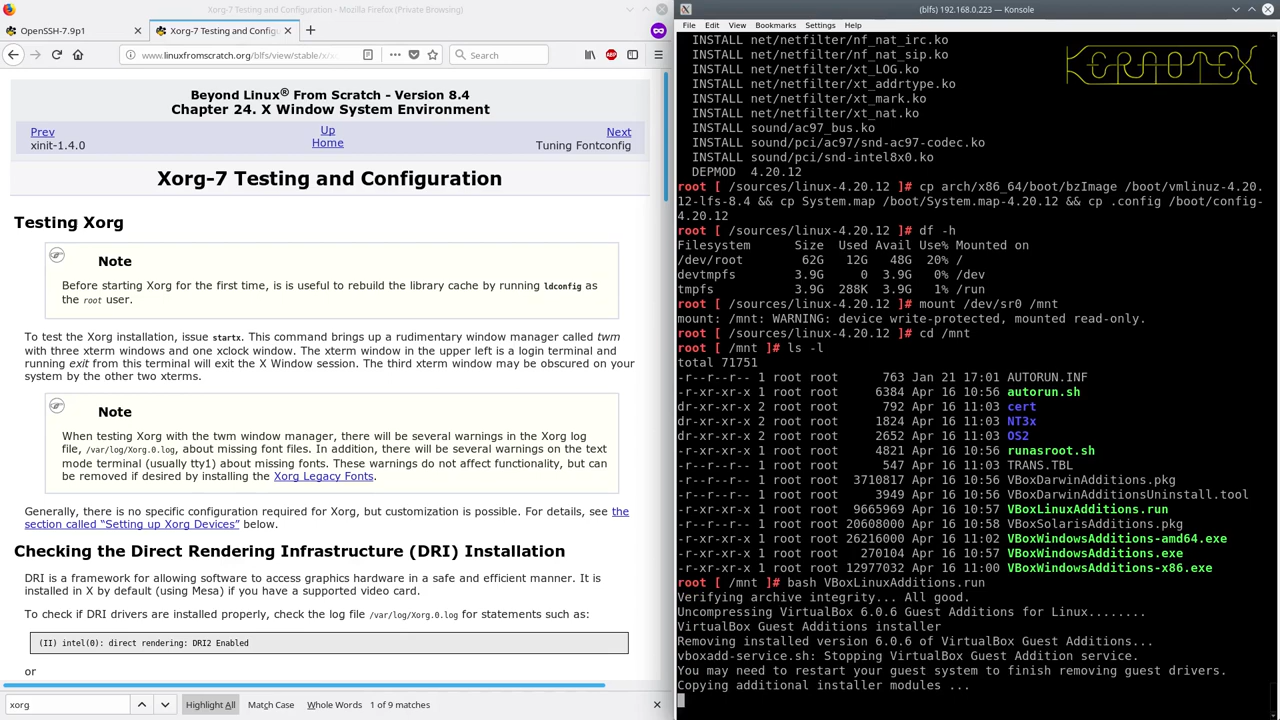 Xorg-7 Testing and Configuration - Mozilla Firefox (Private Browsing)
OpenSSH-7.9p1
Xorg-7 Testing and Configu
www.linuxfromscratch.org/blfs/view/stable/x/x
Search
Beyond Linux® From Scratch - Version 8.4
Chapter 24. X Window System Environment
Prev Up Next
xinit-1.4.0 Home Tuning Fontconfig
Xorg-7 Testing and Configuration
Testing Xorg
Note
Before starting Xorg for the first time, is is useful to rebuild the library cache by running ldconfig as
the root user.
To test the Xorg installation, issue startx. This command brings up a rudimentary window manager called twm
with three xterm windows and one xclock window. The xterm window in the upper left is a login terminal and
running exit from this terminal will exit the X Window session. The third xterm window may be obscured on your
system by the other two xterms.
Note
When testing Xorg with the twm window manager, there will be several warnings in the Xorg log
file, /var/log/Xorg.0.log, about missing font files. In addition, there will be several warnings on the text
mode terminal (usually tty1) about missing fonts. These warnings do not affect functionality, but can
be removed if desired by installing the Xorg Legacy Fonts.
Generally, there is no specific configuration required for Xorg, but customization is possible. For details, see the
section called “Setting up Xorg Devices” below.
Checking the Direct Rendering Infrastructure (DRI) Installation
DRI is a framework for allowing software to access graphics hardware in a safe and efficient manner. It is
installed in X by default (using Mesa) if you have a supported video card.
To check if DRI drivers are installed properly, check the log file /var/log/Xorg.0.log for statements such as:
(II) intel(0): direct rendering: DRI2 Enabled
or
xorg
Highlight All Match Case Whole Words 1 of 9 matches
(blfs) 192.168.0.223 — Konsole
File Edit View Bookmarks Settings Help
KERAOTEX
INSTALL net/netfilter/nf_nat_irc.ko
INSTALL net/netfilter/nf_nat_sip.ko
INSTALL net/netfilter/xt_LOG.ko
INSTALL net/netfilter/xt_addrtype.ko
INSTALL net/netfilter/xt_mark.ko
INSTALL net/netfilter/xt_nat.ko
INSTALL sound/ac97_bus.ko
INSTALL sound/pci/ac97/snd-ac97-codec.ko
INSTALL sound/pci/snd-intel8x0.ko
DEPMOD 4.20.12
root [ /sources/linux-4.20.12 ]# cp arch/x86_64/boot/bzImage /boot/vmlinuz-4.20.
12-lfs-8.4 && cp System.map /boot/System.map-4.20.12 && cp .config /boot/config-
4.20.12
root [ /sources/linux-4.20.12 ]# df -h
Filesystem Size Used Avail Use% Mounted on
/dev/root 62G 12G 48G 20% /
devtmpfs 3.9G 0 3.9G 0% /dev
tmpfs 3.9G 288K 3.9G 1% /run
root [ /sources/linux-4.20.12 ]# mount /dev/sr0 /mnt
mount: /mnt: WARNING: device write-protected, mounted read-only.
root [ /sources/linux-4.20.12 ]# cd /mnt
root [ /mnt ]# ls -l
total 71751
-r--r--r-- 1 root root 763 Jan 21 17:01 AUTORUN.INF
-r-xr-xr-x 1 root root 6384 Apr 16 10:56 autorun.sh
dr-xr-xr-x 2 root root 792 Apr 16 11:03 cert
dr-xr-xr-x 2 root root 1824 Apr 16 11:03 NT3x
dr-xr-xr-x 2 root root 2652 Apr 16 11:03 OS2
-r-xr-xr-x 1 root root 4821 Apr 16 10:56 runasroot.sh
-r--r--r-- 1 root root 547 Apr 16 11:03 TRANS.TBL
-r--r--r-- 1 root root 3710817 Apr 16 10:56 VBoxDarwinAdditions.pkg
-r-xr-xr-x 1 root root 3949 Apr 16 10:56 VBoxDarwinAdditionsUninstall.tool
-r-xr-xr-x 1 root root 9665969 Apr 16 10:57 VBoxLinuxAdditions.run
-r--r--r-- 1 root root 20608000 Apr 16 10:58 VBoxSolarisAdditions.pkg
-r-xr-xr-x 1 root root 26216000 Apr 16 11:02 VBoxWindowsAdditions-amd64.exe
-r-xr-xr-x 1 root root 270104 Apr 16 10:57 VBoxWindowsAdditions.exe
-r-xr-xr-x 1 root root 12977032 Apr 16 11:00 VBoxWindowsAdditions-x86.exe
root [ /mnt ]# bash VBoxLinuxAdditions.run
Verifying archive integrity... All good.
Uncompressing VirtualBox 6.0.6 Guest Additions for Linux........
VirtualBox Guest Additions installer
Removing installed version 6.0.6 of VirtualBox Guest Additions...
vboxadd-service.sh: Stopping VirtualBox Guest Addition service.
You may need to restart your guest system to finish removing guest drivers.
Copying additional installer modules ...